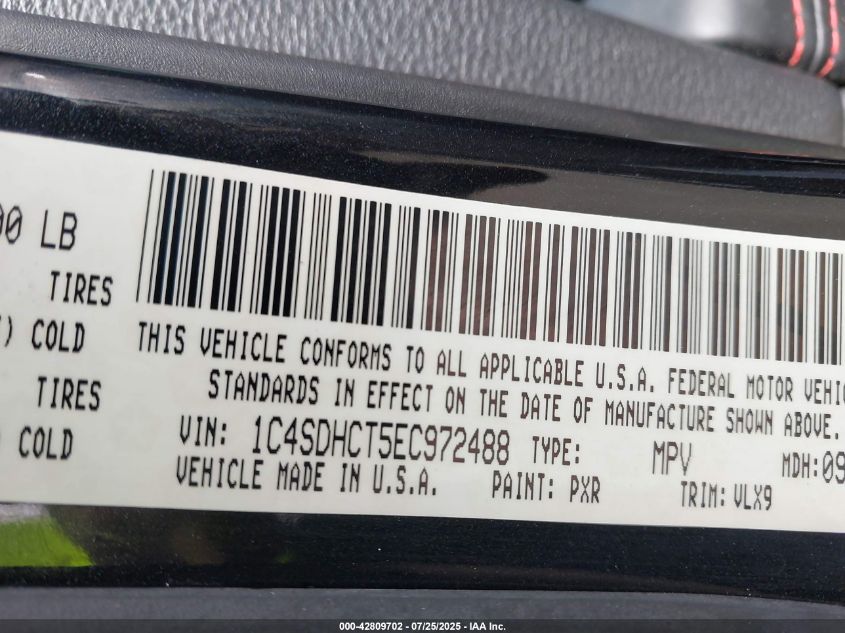 00 LB
TIRES
) COLD
TIRES
) COLD
THIS VEHICLE CONFORMS TO ALL APPLICABLE U.S.A. FEDERAL MOTOR VEHIC
STANDARDS IN EFFECT ON THE DATE OF MANUFACTURE SHOWN ABOVE.
VIN: 1C4SDHCT5EC972488 TYPE: MPV MDH:09
VEHICLE MADE IN U.S.A. PAINT: PXR TRIM: VLX9
000-42809702 - 07/25/2025 - IAA Inc.